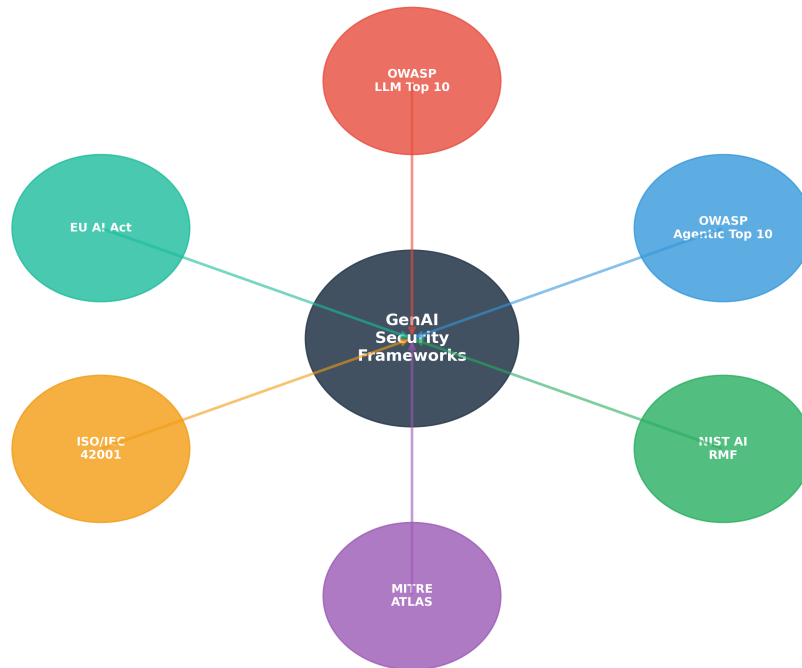 OWASP
LLM Top 10
EU AI Act
OWASP
Agentic Top 10
GenAI
Security
Frameworks
ISO/IEC
42001
NIST AI
RMF
MITRE
ATLAS